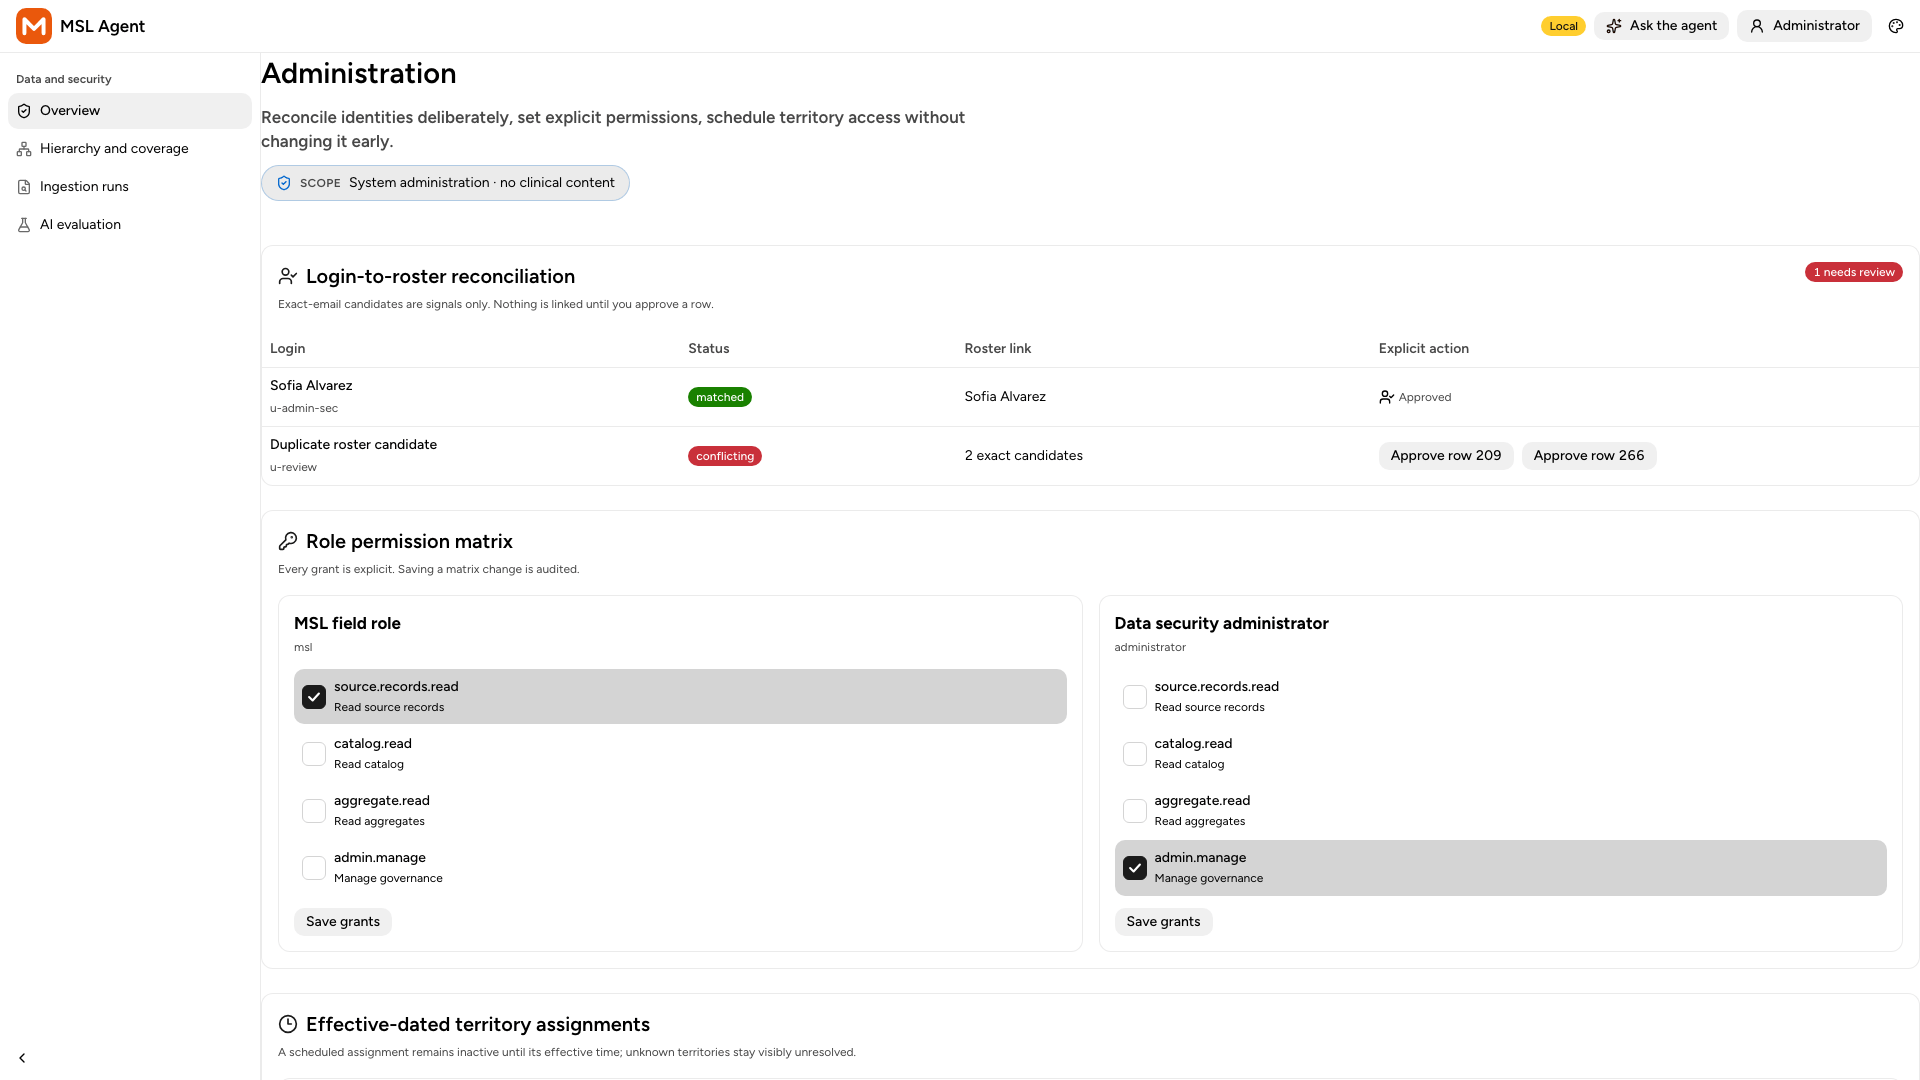 MSL Agent
Local
Ask the agent
Administrator
Data and security
Overview
Hierarchy and coverage
Ingestion runs
AI evaluation
Administration
Reconcile identities deliberately, set explicit permissions, schedule territory access without
changing it early.
SCOPE System administration · no clinical content
Login-to-roster reconciliation
1 needs review
Exact-email candidates are signals only. Nothing is linked until you approve a row.
Login Status Roster link Explicit action
Sofia Alvarez
u-admin-sec
matched
Sofia Alvarez
Approved
Duplicate roster candidate
u-review
conflicting
2 exact candidates
Approve row 209 Approve row 266
Role permission matrix
Every grant is explicit. Saving a matrix change is audited.
MSL field role
msl
source.records.read
Read source records
catalog.read
Read catalog
aggregate.read
Read aggregates
admin.manage
Manage governance
Save grants
Data security administrator
administrator
source.records.read
Read source records
catalog.read
Read catalog
aggregate.read
Read aggregates
admin.manage
Manage governance
Save grants
Effective-dated territory assignments
A scheduled assignment remains inactive until its effective time; unknown territories stay visibly unresolved.